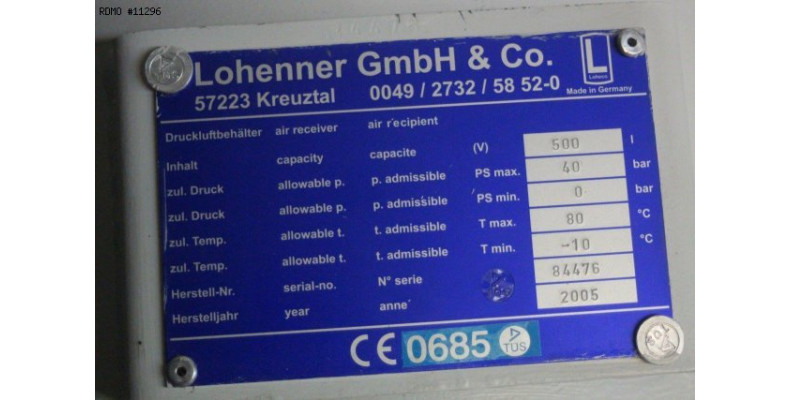 RDMO #11296
Lohenner GmbH & Co.
57223 Kreuztal 0049 / 2732 / 58 52-0
L
Made in Germany
Druckluftbehälter air receiver air recipient
Inhalt capacity capacite (V) 500 l
zul. Druck allowable p. p. admissible PS max. 40 bar
zul. Druck allowable p. p. admissible PS min. 0 bar
zul. Temp. allowable t. t. admissible T max. 80 °C
zul. Temp. allowable t. t. admissible T min. -10 °C
Herstell-Nr. serial-no. N° serie 84476
Herstelljahr year anne´ 2005
CE 0685 TÜS